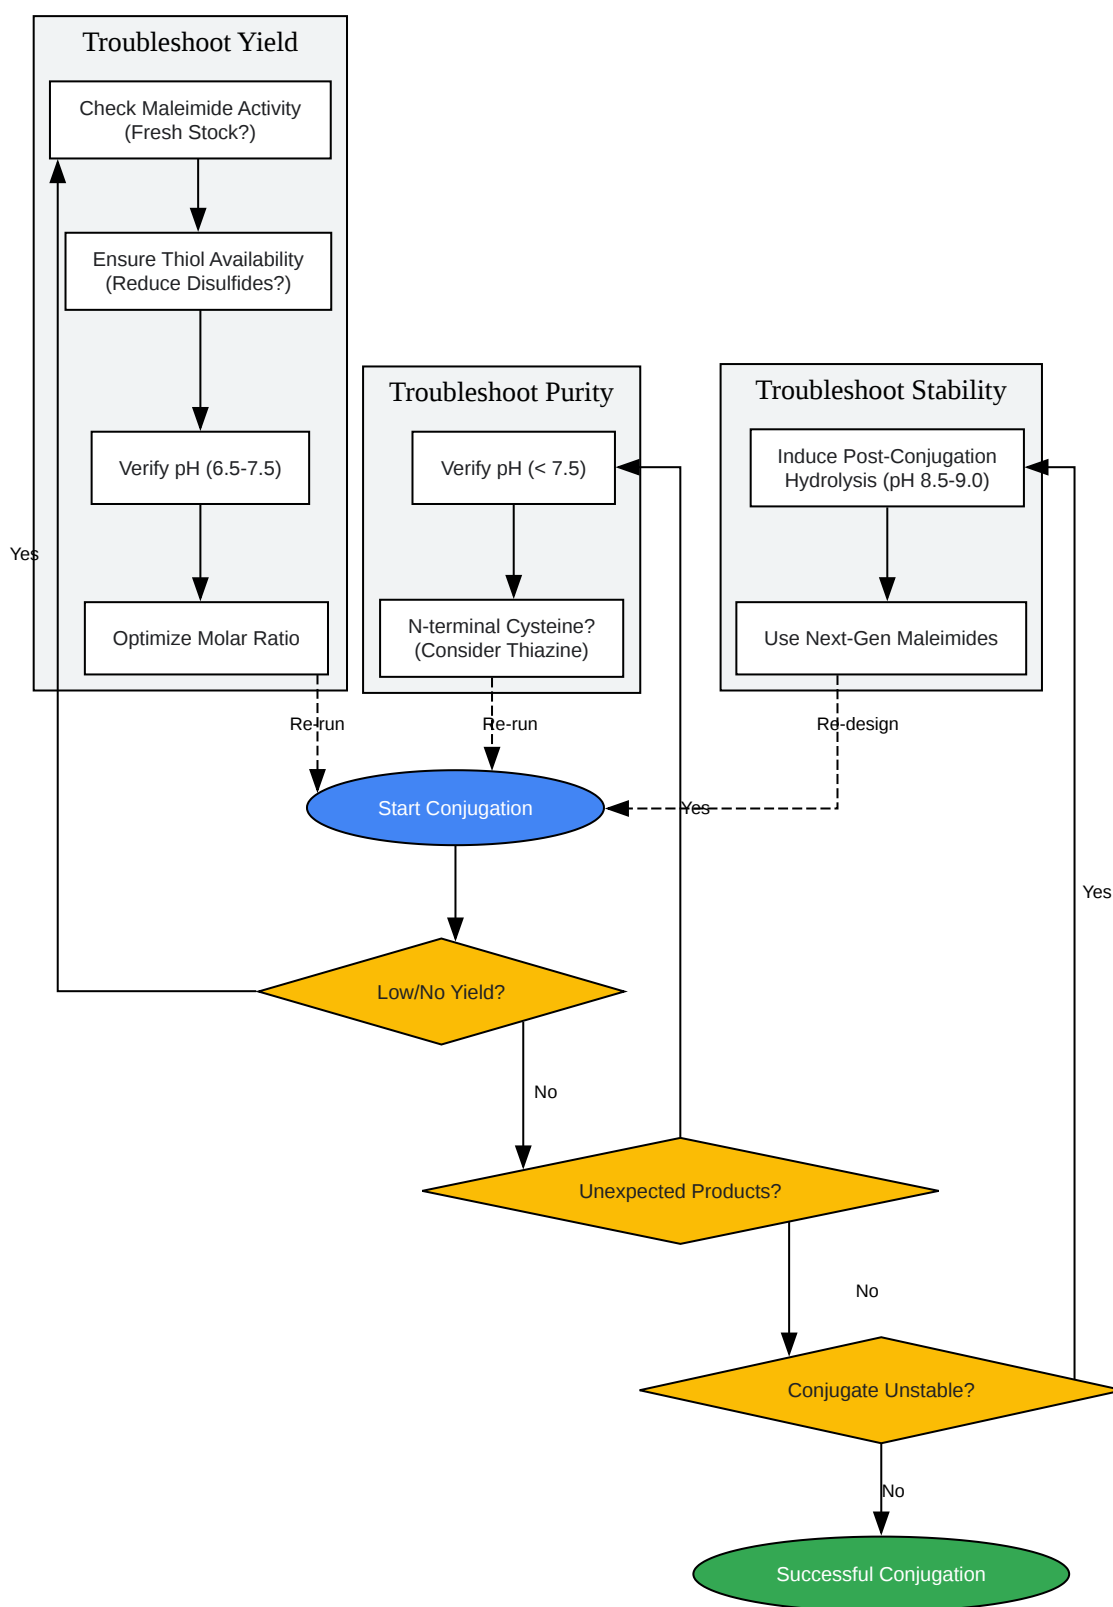 Troubleshoot Yield
Check Maleimide Activity
(Fresh Stock?)
Ensure Thiol Availability
(Reduce Disulfides?)
Verify pH (6.5-7.5)
Optimize Molar Ratio
Troubleshoot Purity
Verify pH (< 7.5)
N-terminal Cysteine?
(Consider Thiazine)
Troubleshoot Stability
Induce Post-Conjugation
Hydrolysis (pH 8.5-9.0)
Use Next-Gen Maleimides
Yes
Re-run
Re-run
Re-design
Start Conjugation
Yes
Yes
Low/No Yield?
No
Unexpected Products?
No
Conjugate Unstable?
No
Successful Conjugation